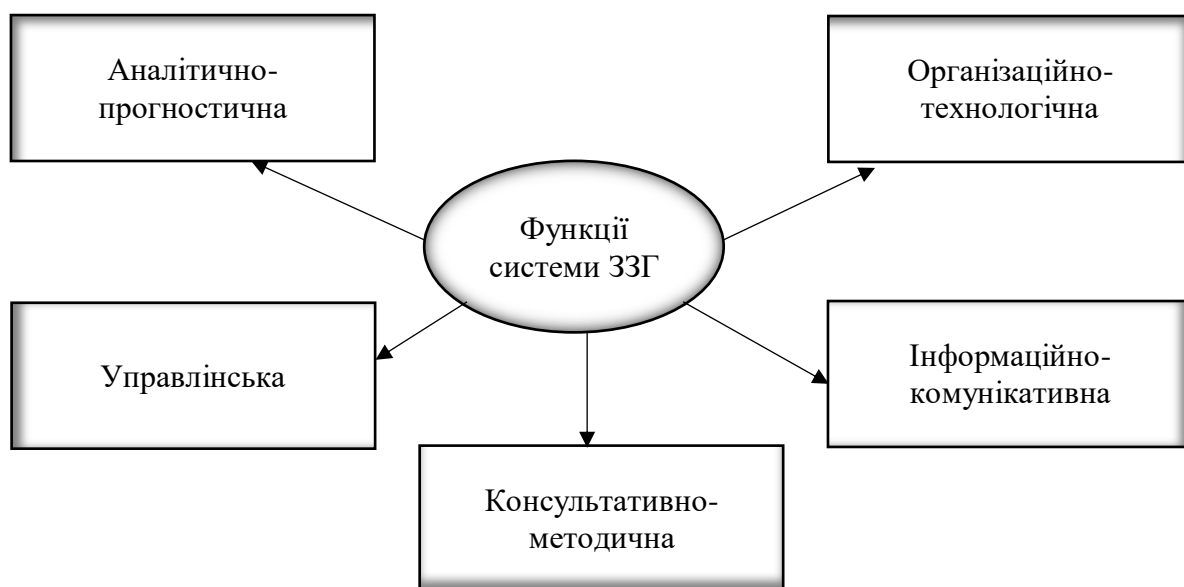 Аналітично-
прогностична
Організаційно-
технологічна
Функції
системи ЗЗГ
Управлінська
Інформаційно-
комунікативна
Консультативно-
методична